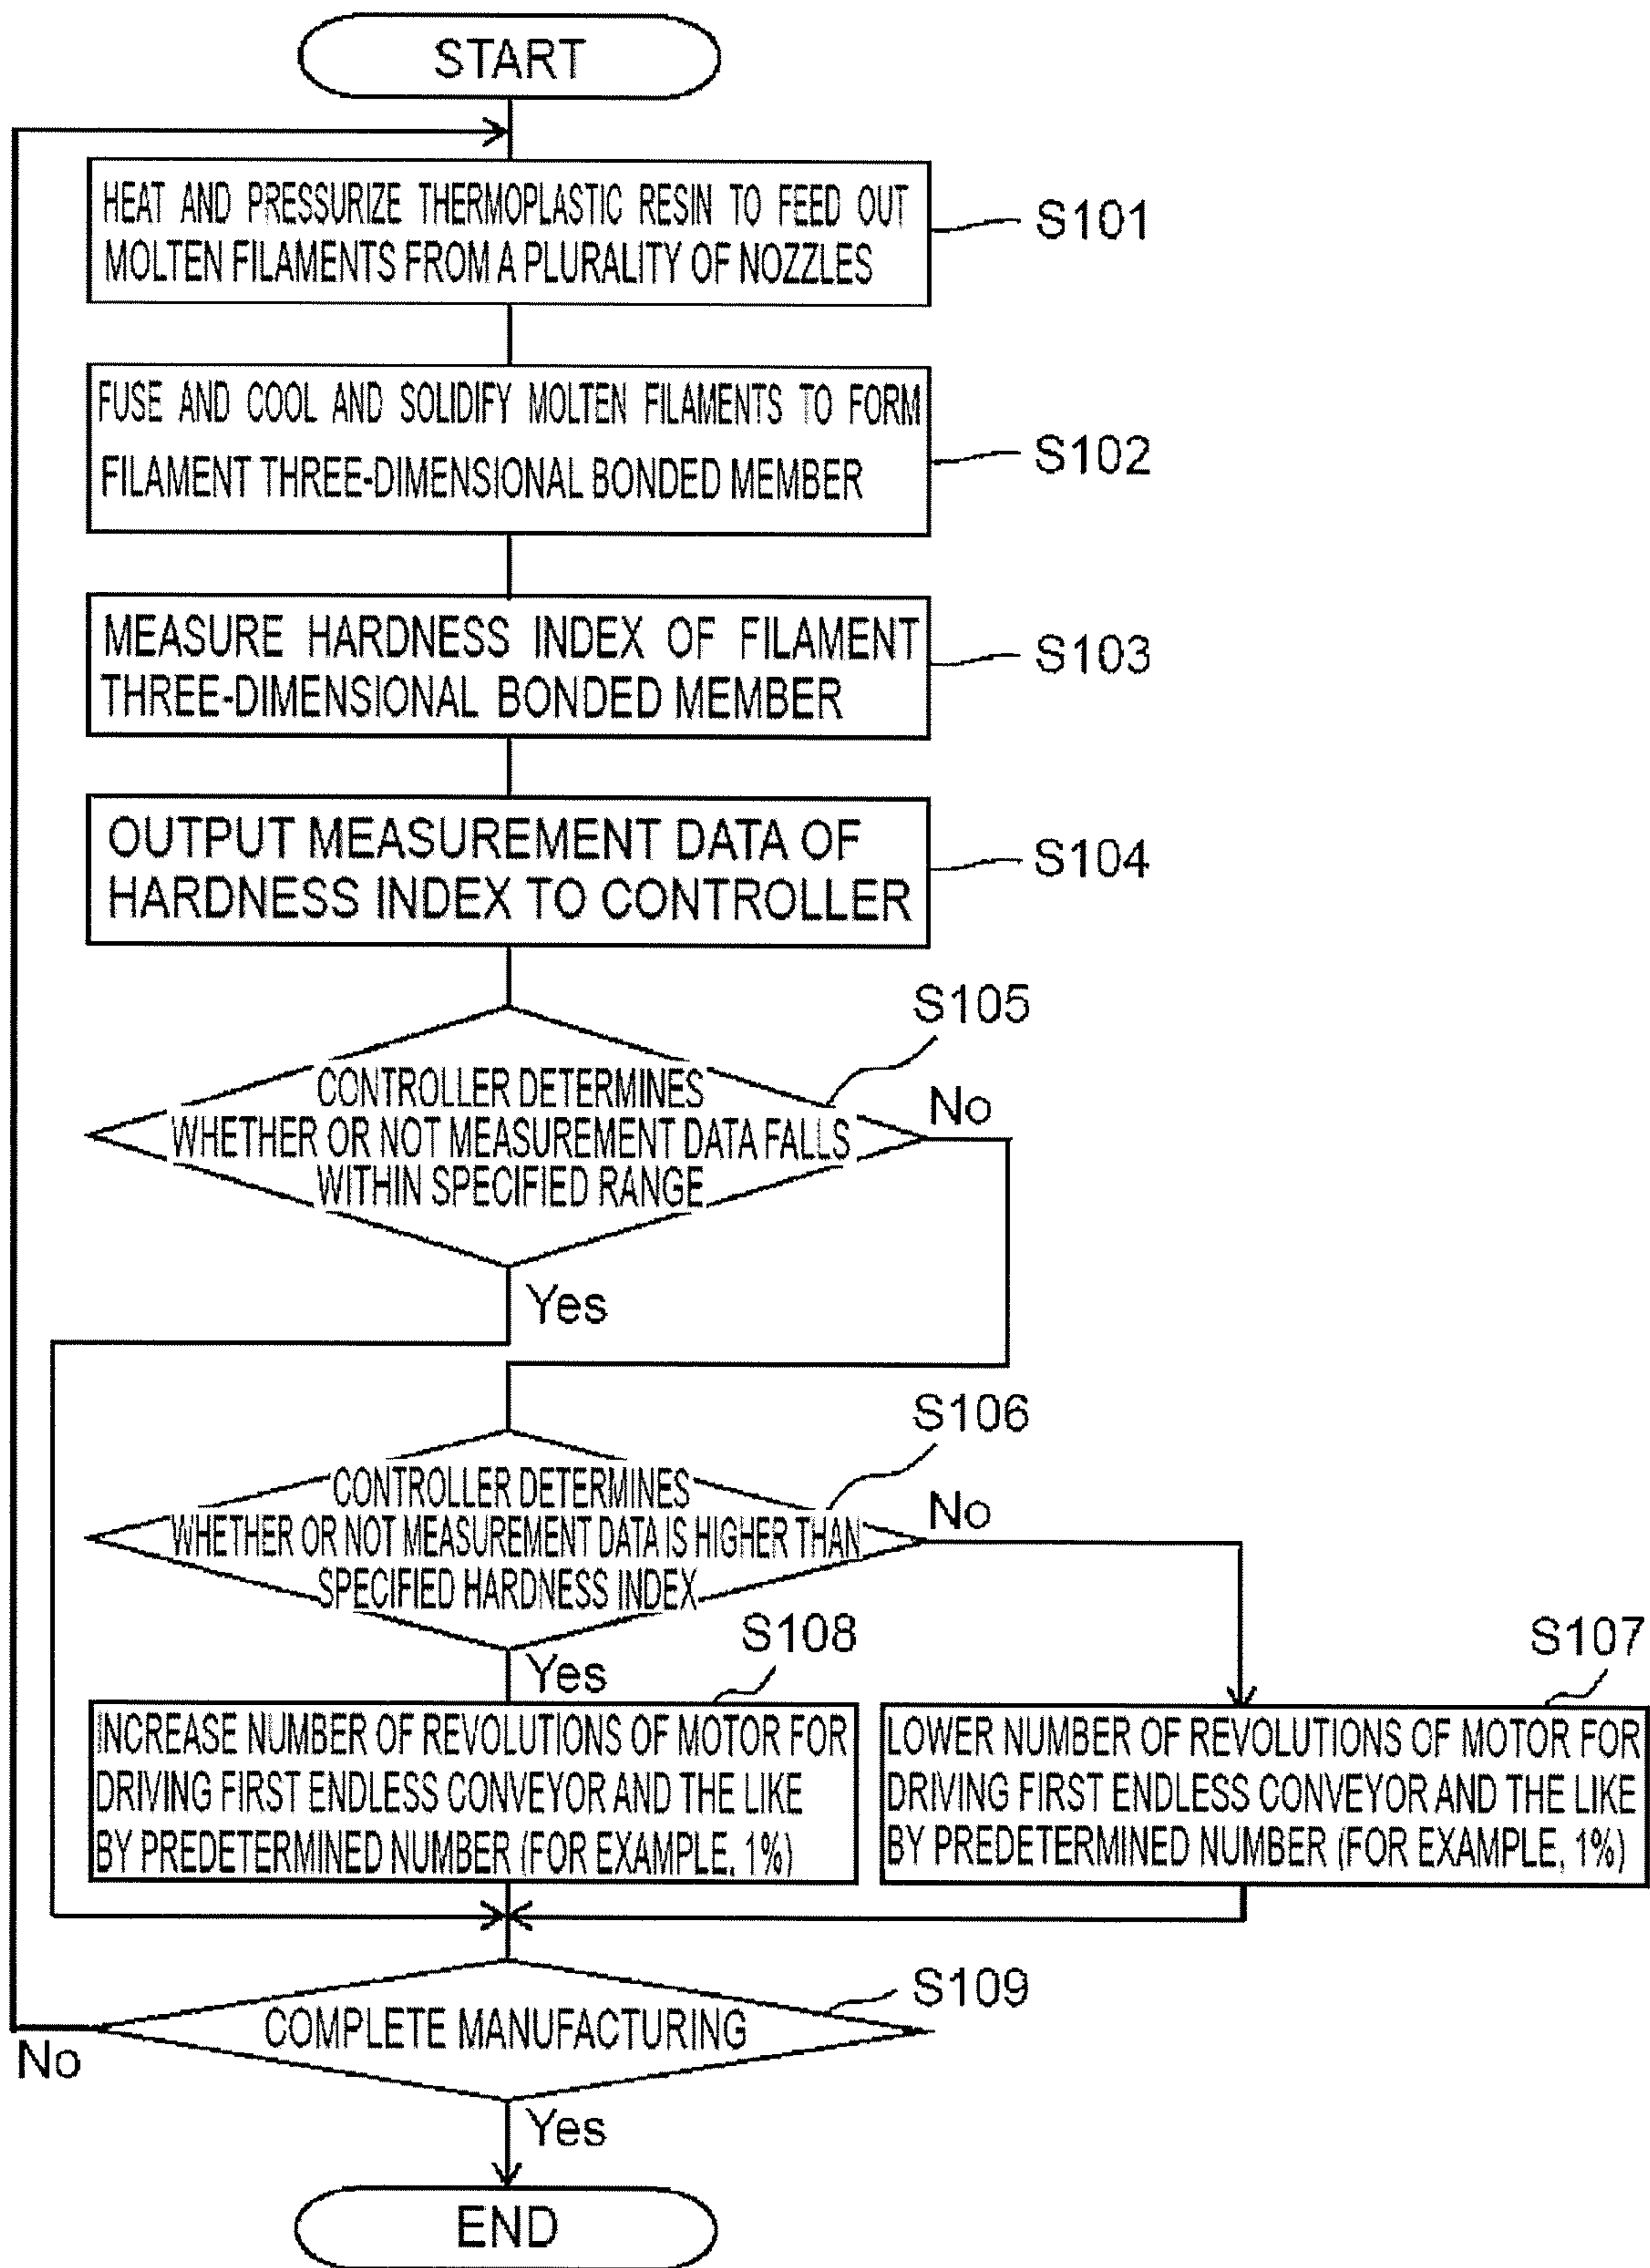 START
HEAT AND PRESSURIZE THERMOPLASTIC RESIN TO FEED OUT
MOLTEN FILAMENTS FROM A PLURALITY OF NOZZLES
S101
FUSE AND COOL AND SOLIDIFY MOLTEN FILAMENTS TO FORM
FILAMENT THREE-DIMENSIONAL BONDED MEMBER
S102
MEASURE HARDNESS INDEX OF FILAMENT
THREE-DIMENSIONAL BONDED MEMBER
S103
OUTPUT MEASUREMENT DATA OF
HARDNESS INDEX TO CONTROLLER
S104
S105
CONTROLLER DETERMINES
WHETHER OR NOT MEASUREMENT DATA FALLS
WITHIN SPECIFIED RANGE
No
Yes
S106
CONTROLLER DETERMINES
WHETHER OR NOT MEASUREMENT DATA IS HIGHER THAN
SPECIFIED HARDNESS INDEX
No
Yes
S108
INCREASE NUMBER OF REVOLUTIONS OF MOTOR FOR
DRIVING FIRST ENDLESS CONVEYOR AND THE LIKE
BY PREDETERMINED NUMBER (FOR EXAMPLE, 1%)
S107
LOWER NUMBER OF REVOLUTIONS OF MOTOR FOR
DRIVING FIRST ENDLESS CONVEYOR AND THE LIKE
BY PREDETERMINED NUMBER (FOR EXAMPLE, 1%)
S109
COMPLETE MANUFACTURING
No
Yes
END